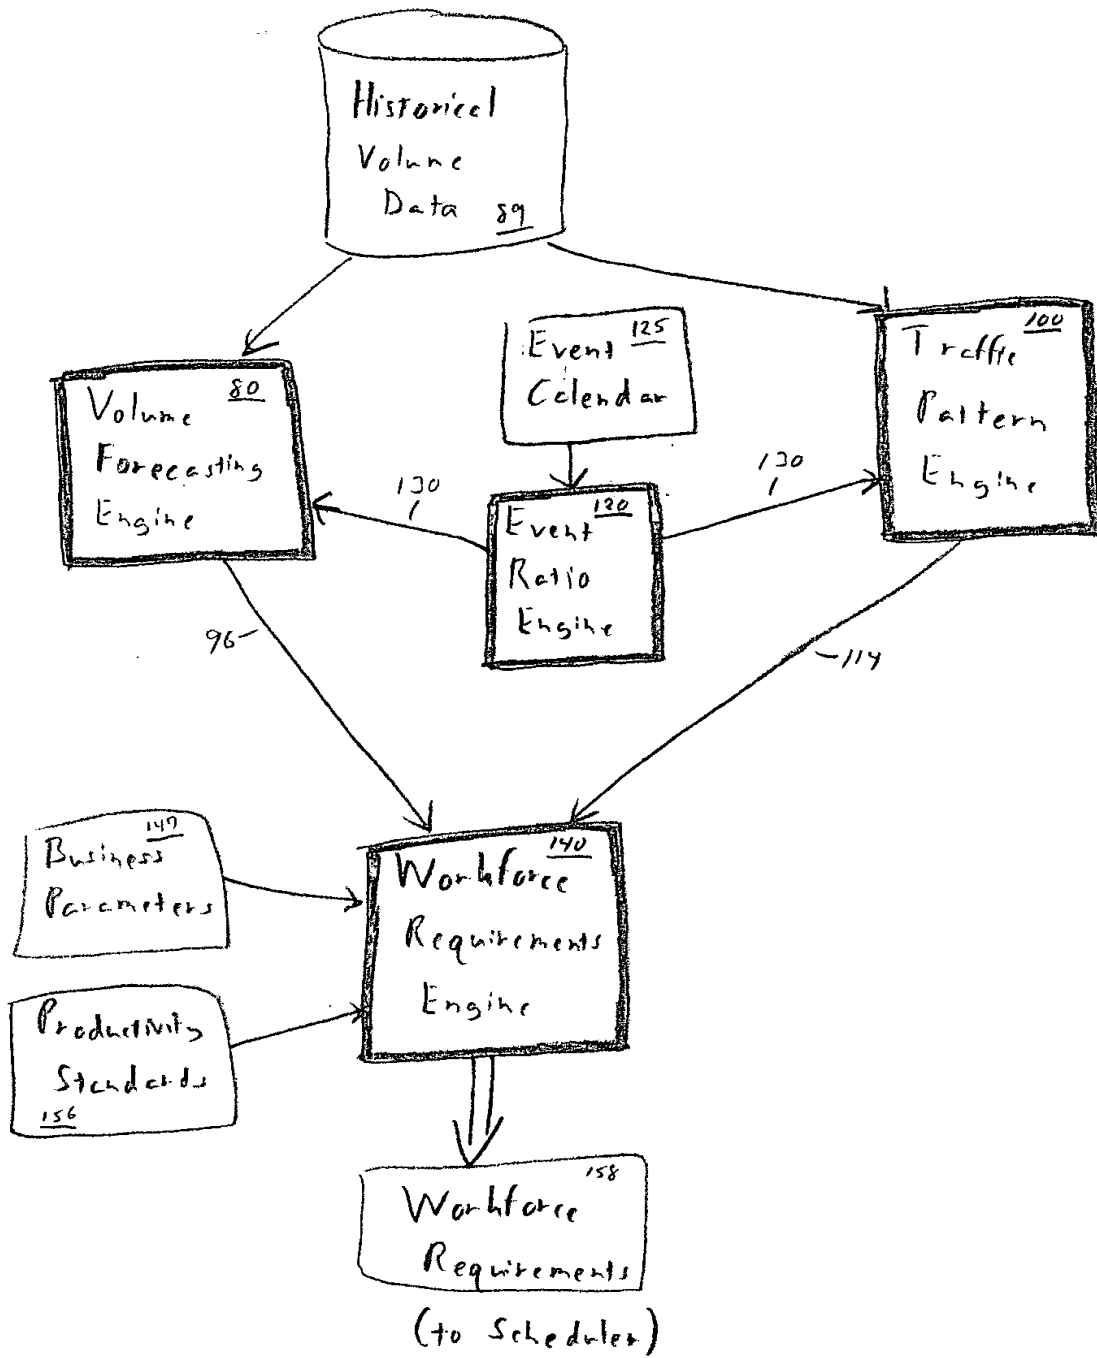 Historical
Volume
Data 89
Event 125
Calendar
Traffic 100
Pattern
Engine
Volume 80
Forecasting
Engine
130
130
Event 120
Ratio
Engine
96
114
Business 147
Parameters
Workforce 140
Requirements
Engine
Productivity
Standards
156
Workforce 158
Requirements
(to Scheduler)